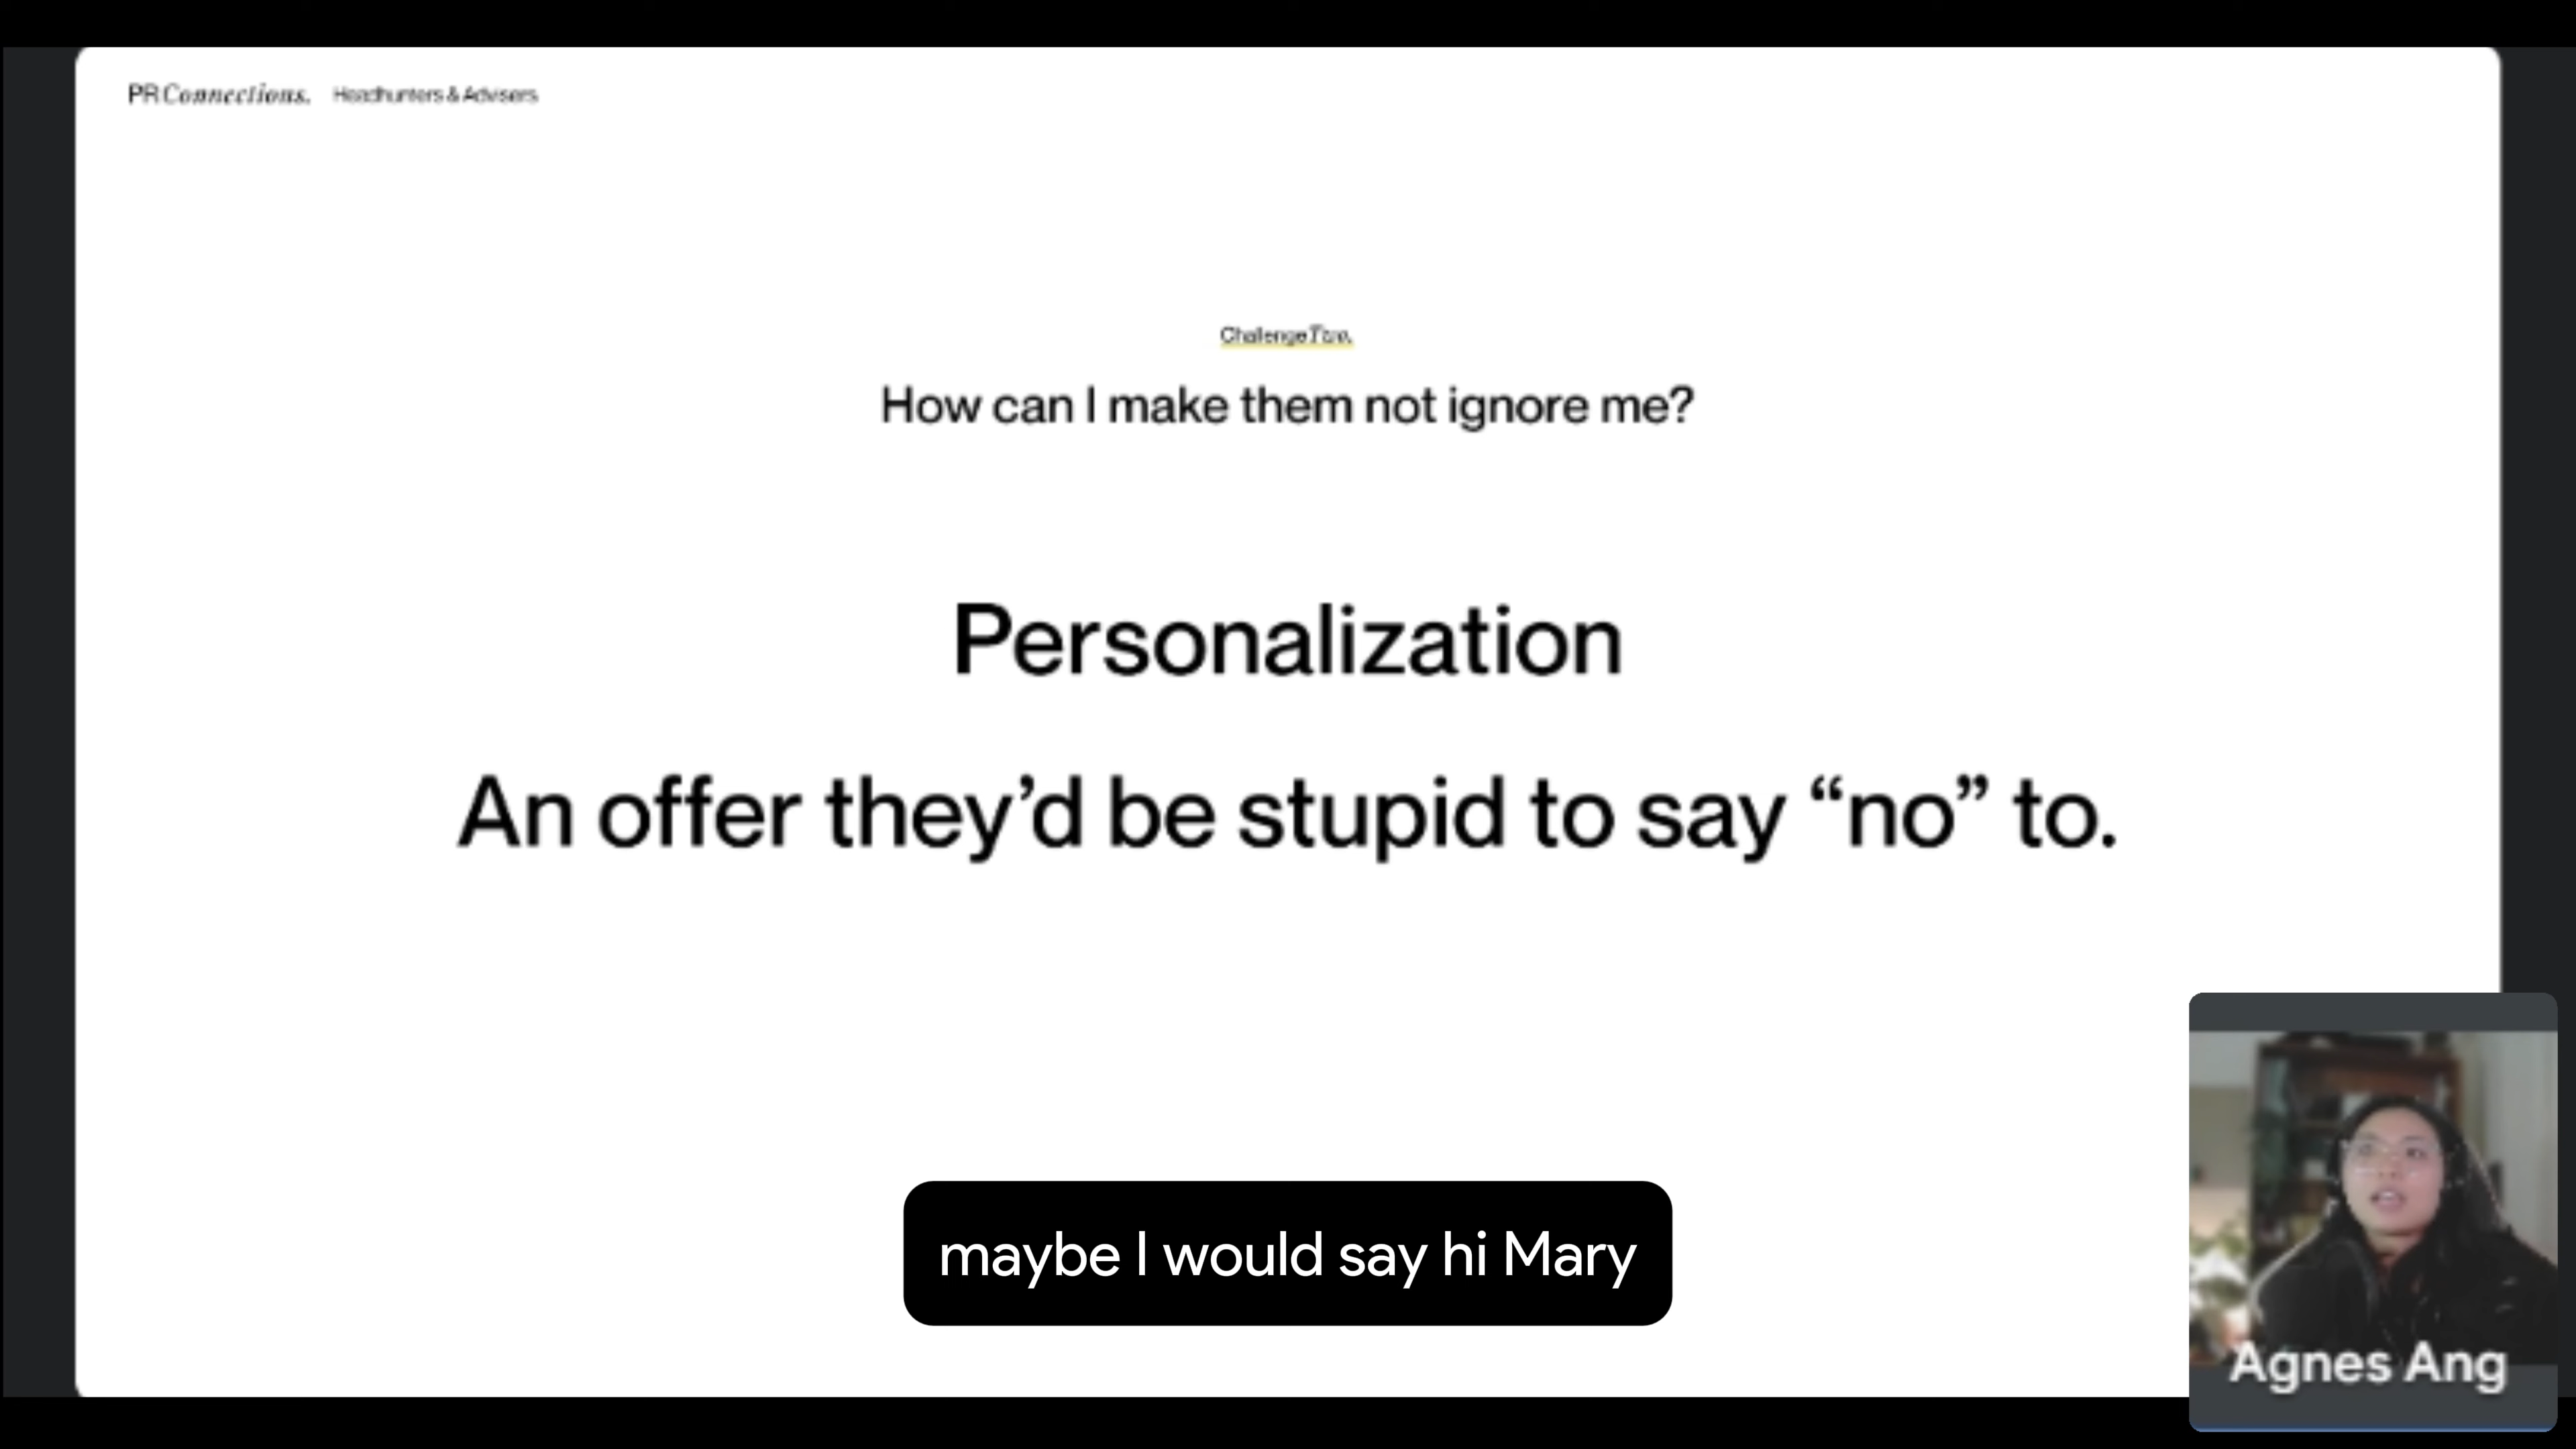 PR Connections. Headhunters & Advisers
Challenge Two.
How can I make them not ignore me?
Personalization
An offer they’d be stupid to say “no” to.
maybe I would say hi Mary
Agnes Ang